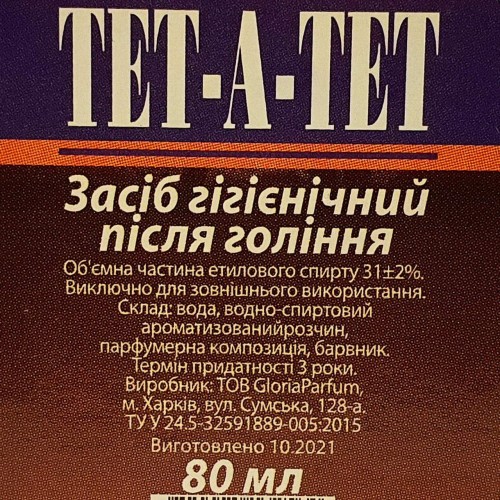 ТЕТ-А-ТЕТ
Засіб гігієнічний
після гоління
Об'ємна частина етилового спирту 31±2%.
Виключно для зовнішнього використання.
Склад: вода, водно-спиртовий
ароматизованийрозчин,
парфумерна композиція, барвник.
Термін придатності 3 роки.
Виробник: ТОВ GloriaParfum,
м. Харків, вул. Сумська, 128-а.
ТУ У 24.5-32591889-005:2015
Виготовлено 10.2021
80 мл